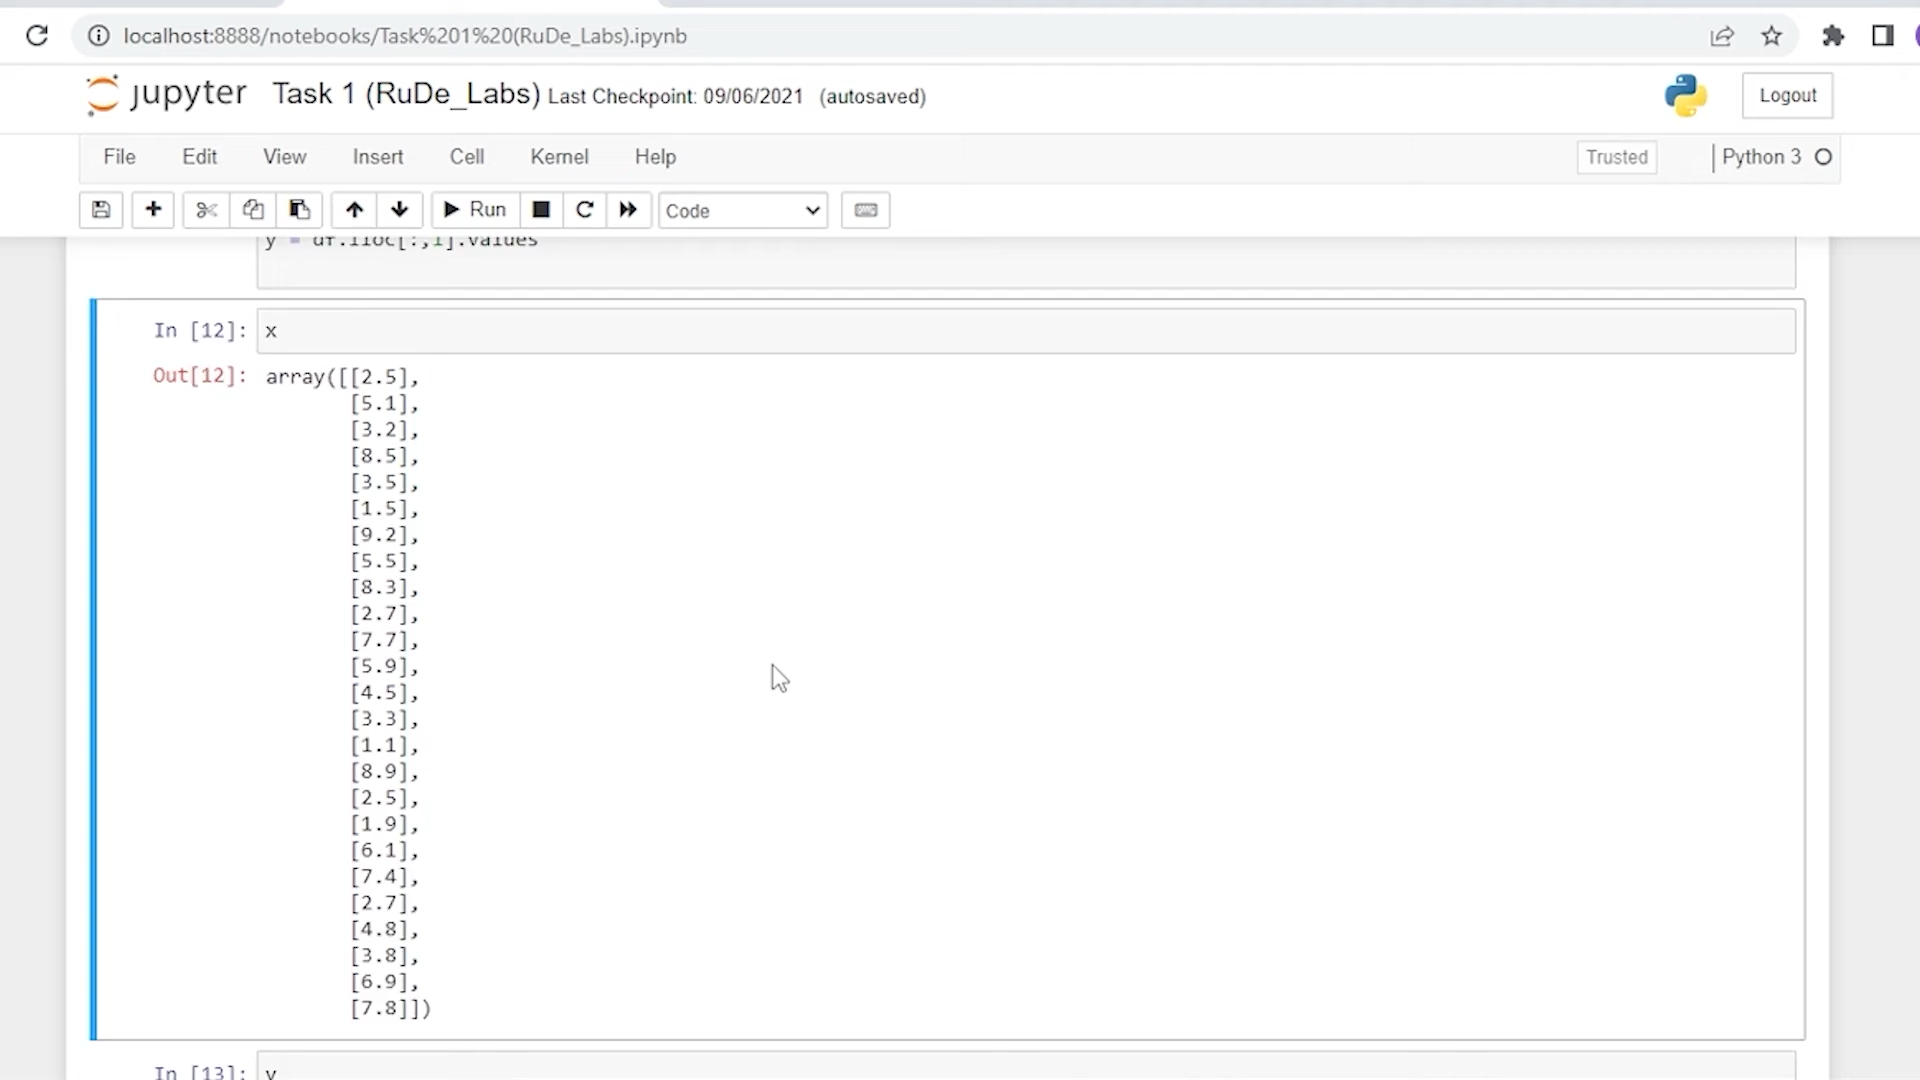 localhost:8888/notebooks/Task%201%20(RuDe_Labs).ipynb
jupyter Task 1 (RuDe_Labs) Last Checkpoint: 09/06/2021 (autosaved)
Logout
File Edit View Insert Cell Kernel Help
Trusted
Python 3
Run
Code
y = df.iloc[:,1].values
In [12]: x
Out[12]: array([[2.5],
[5.1],
[3.2],
[8.5],
[3.5],
[1.5],
[9.2],
[5.5],
[8.3],
[2.7],
[7.7],
[5.9],
[4.5],
[3.3],
[1.1],
[8.9],
[2.5],
[1.9],
[6.1],
[7.4],
[2.7],
[4.8],
[3.8],
[6.9],
[7.8]])
In [13]: y